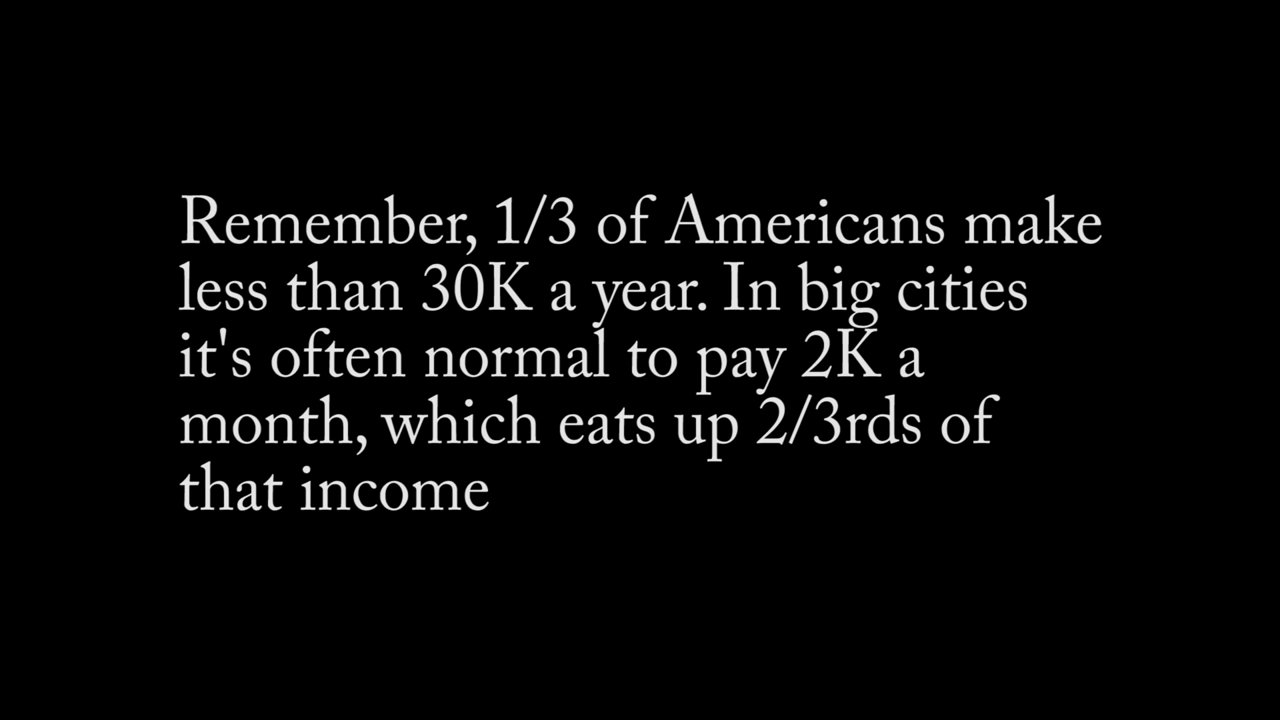 Remember, 1/3 of Americans make
less than 30K a year. In big cities
it's often normal to pay 2K a
month, which eats up 2/3rds of
that income